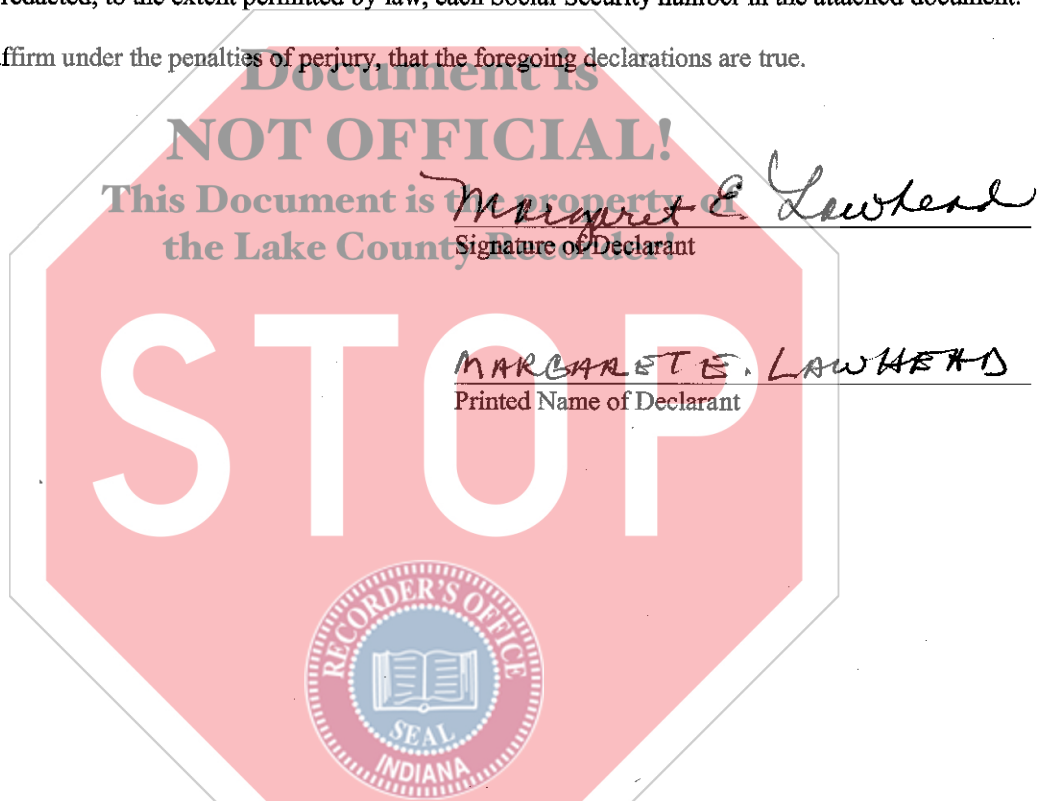 redacted, to the extent permitted by law, each Social Security number in the attached document.
ffirm under the penalties of perjury, that the foregoing declarations are true.
Document is
NOT OFFICIAL!
This Document is the property of
the Lake County Recorder!
Margaret E. Lawhead
Signature of Declarant
MARGARET E. LAWHEAD
Printed Name of Declarant
STOP
RECORDER'S OFFICE
SEAL
INDIANA